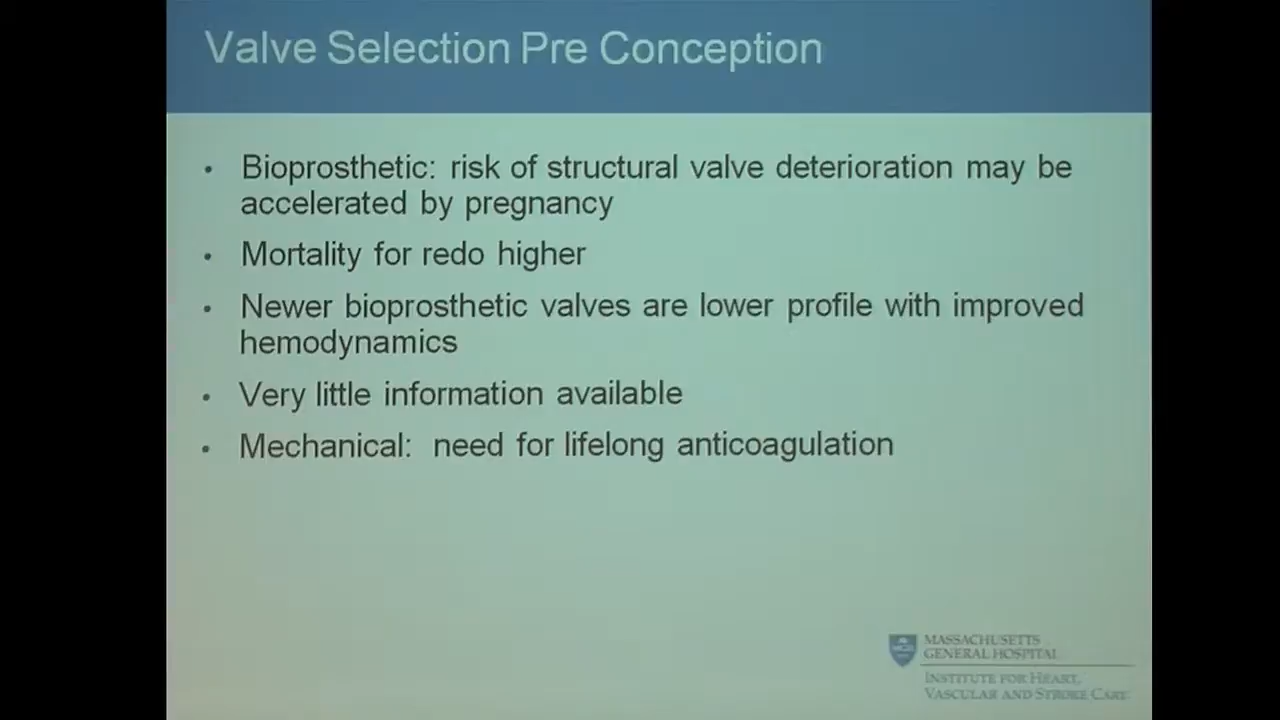 Valve Selection Pre Conception
• Bioprosthetic: risk of structural valve deterioration may be
accelerated by pregnancy
• Mortality for redo higher
• Newer bioprosthetic valves are lower profile with improved
hemodynamics
• Very little information available
• Mechanical: need for lifelong anticoagulation
MASSACHUSETTS
GENERAL HOSPITAL
INSTITUTE FOR HEART,
VASCULAR AND STROKE CARE